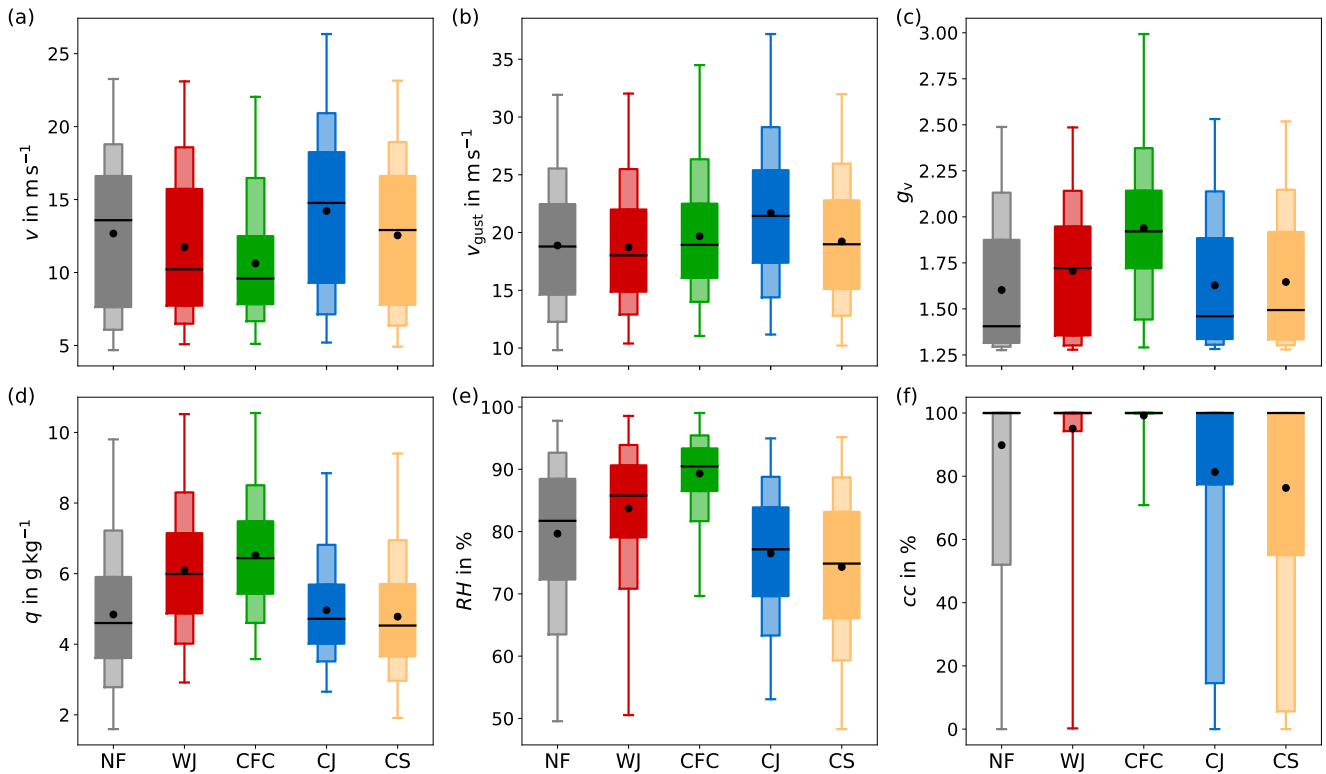 (a)
v in m s⁻¹
25
20
15
10
5
(b)
v_gust in m s⁻¹
35
30
25
20
15
10
(c)
g_v
3.00
2.75
2.50
2.25
2.00
1.75
1.50
1.25
(d)
q in g kg⁻¹
10
8
6
4
2
NF WJ CFC CJ CS
(e)
RH in %
100
90
80
70
60
50
NF WJ CFC CJ CS
(f)
cc in %
100
80
60
40
20
0
NF WJ CFC CJ CS